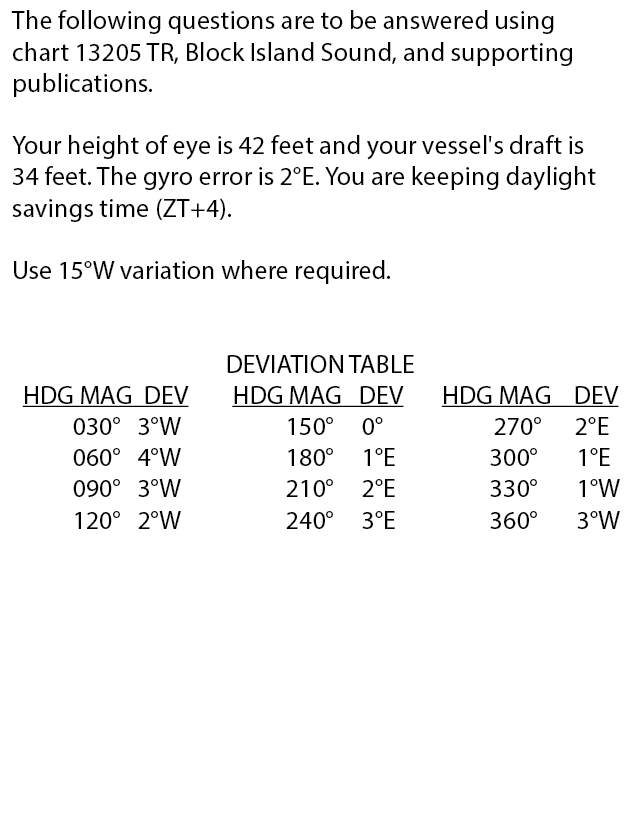 The following questions are to be answered using
chart 13205 TR, Block Island Sound, and supporting
publications.
Your height of eye is 42 feet and your vessel's draft is
34 feet. The gyro error is 2°E. You are keeping daylight
savings time (ZT+4).
Use 15°W variation where required.
DEVIATION TABLE
HDG MAG DEV HDG MAG DEV HDG MAG DEV
030° 3°W 150° 0° 270° 2°E
060° 4°W 180° 1°E 300° 1°E
090° 3°W 210° 2°E 330° 1°W
120° 2°W 240° 3°E 360° 3°W